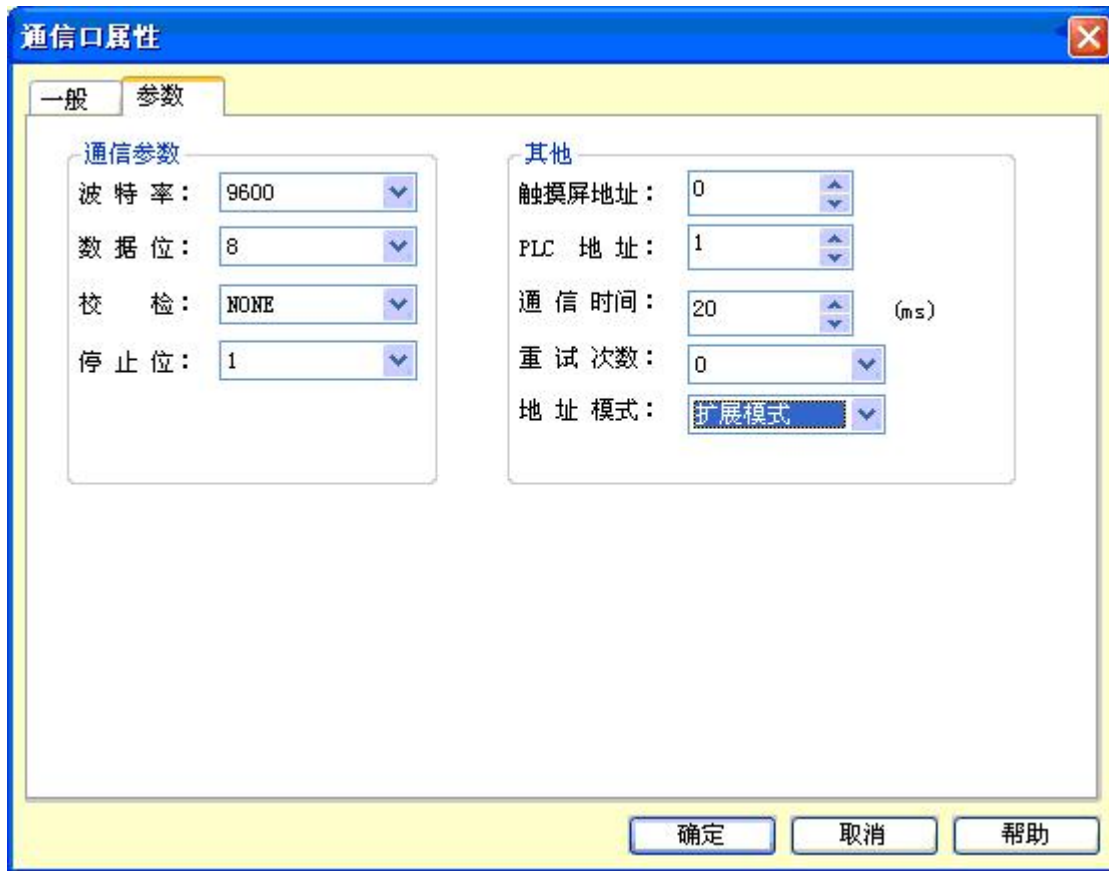 通信口属性
一般 参数
通信参数
波特率： 9600
数据位： 8
校检： NONE
停止位： 1
其他
触摸屏地址： 0
PLC 地址： 1
通信时间： 20 (ms)
重试次数： 0
地址模式： 扩展模式
确定 取消 帮助